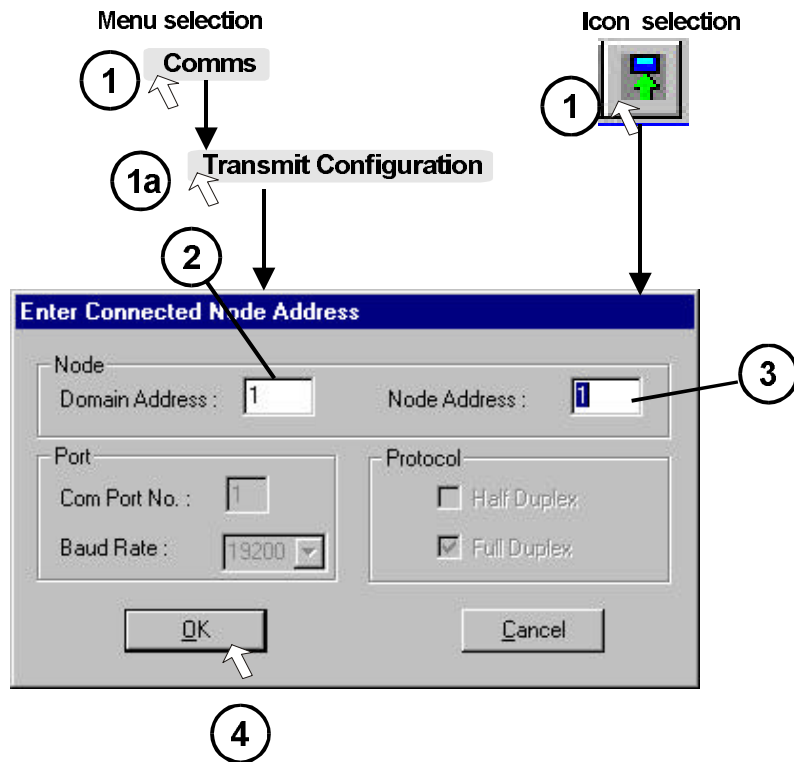 Menu selection
Icon selection
1
Comms
1
1a
Transmit Configuration
2
Enter Connected Node Address
Node
Domain Address : 1
Node Address : 1
3
Port
Com Port No. : 1
Baud Rate : 19200
Protocol
Half Duplex
Full Duplex
OK
Cancel
4